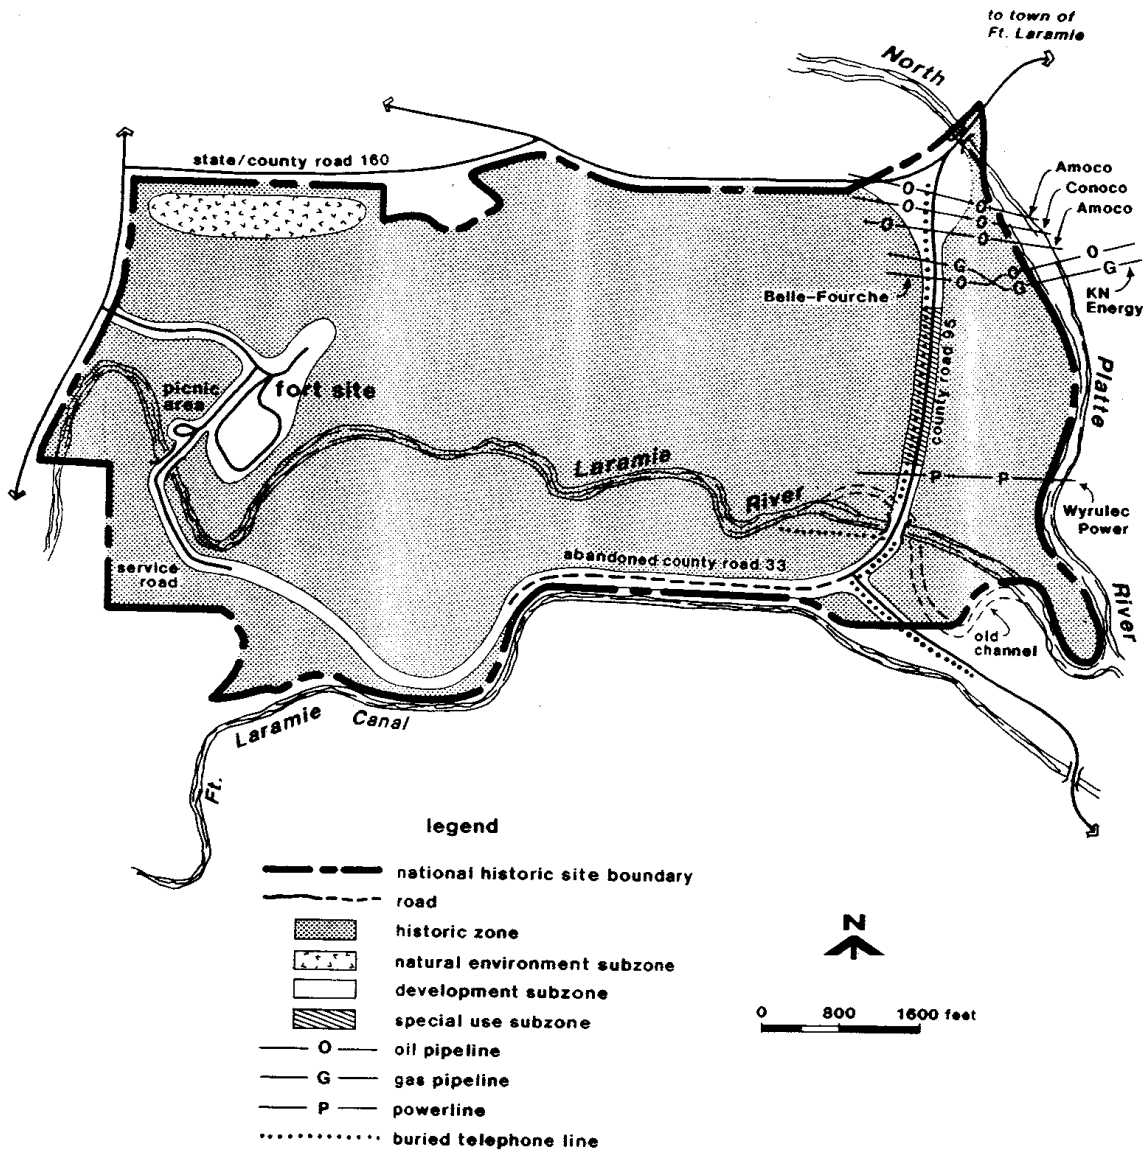 to town of
Ft. Laramie
North
state/county road 160
Amoco
Conoco
Amoco
O
O
O
O
O
O
O
G
O
G
O
G
Belle-Fourche
KN
Energy
county road 95
Platte
picnic
area
fort site
Laramie
River
P
P
Wyrulec
Power
service
road
abandoned county road 33
River
old
channel
Laramie
Canal
Ft.
legend
national historic site boundary
road
historic zone
natural environment subzone
development subzone
special use subzone
O
oil pipeline
G
gas pipeline
P
powerline
buried telephone line
N
0 800 1600 feet